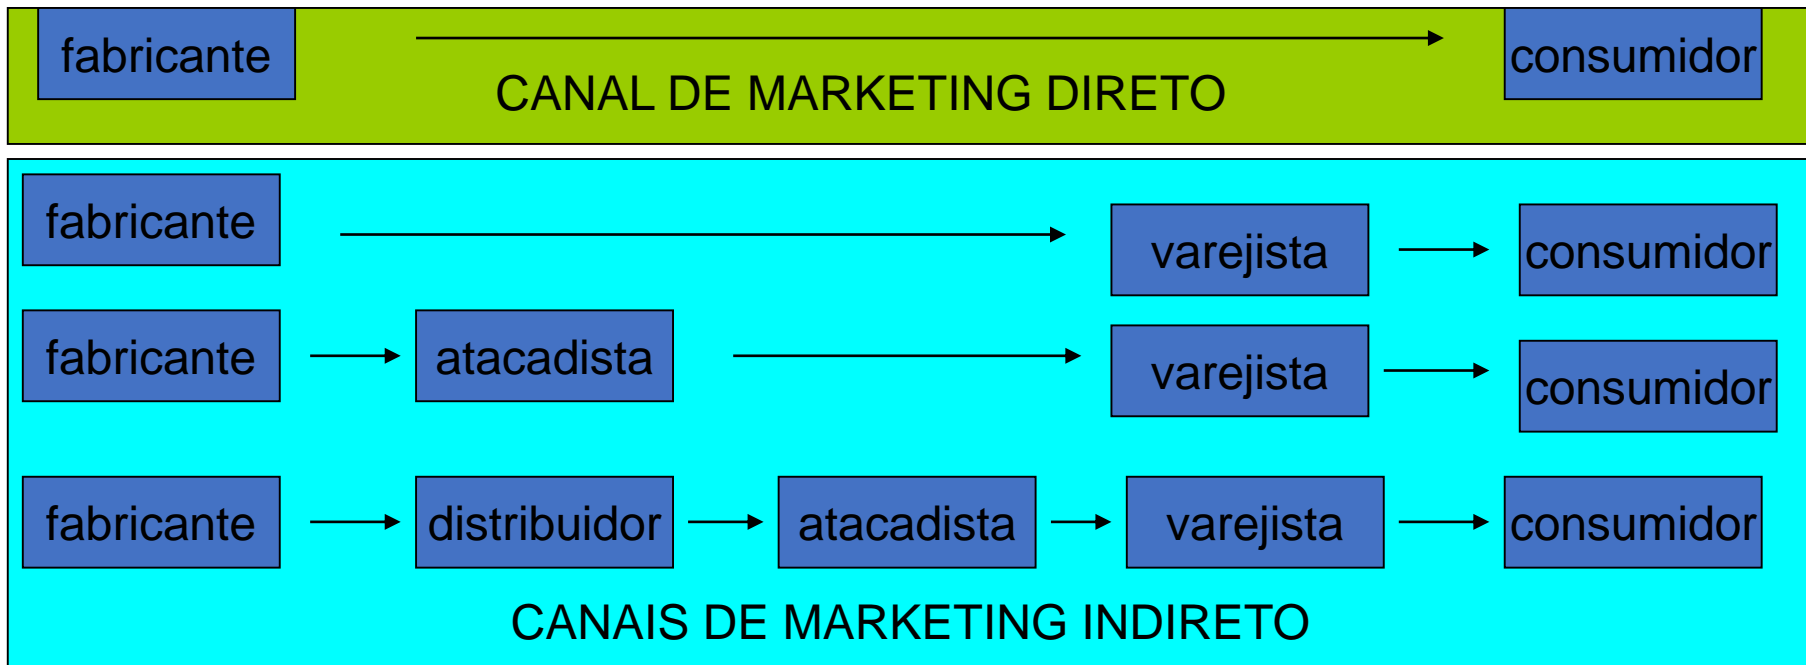 fabricante consumidor
CANAL DE MARKETING DIRETO
fabricante varejista consumidor
fabricante atacadista varejista consumidor
fabricante distribuidor atacadista varejista consumidor
CANAIS DE MARKETING INDIRETO